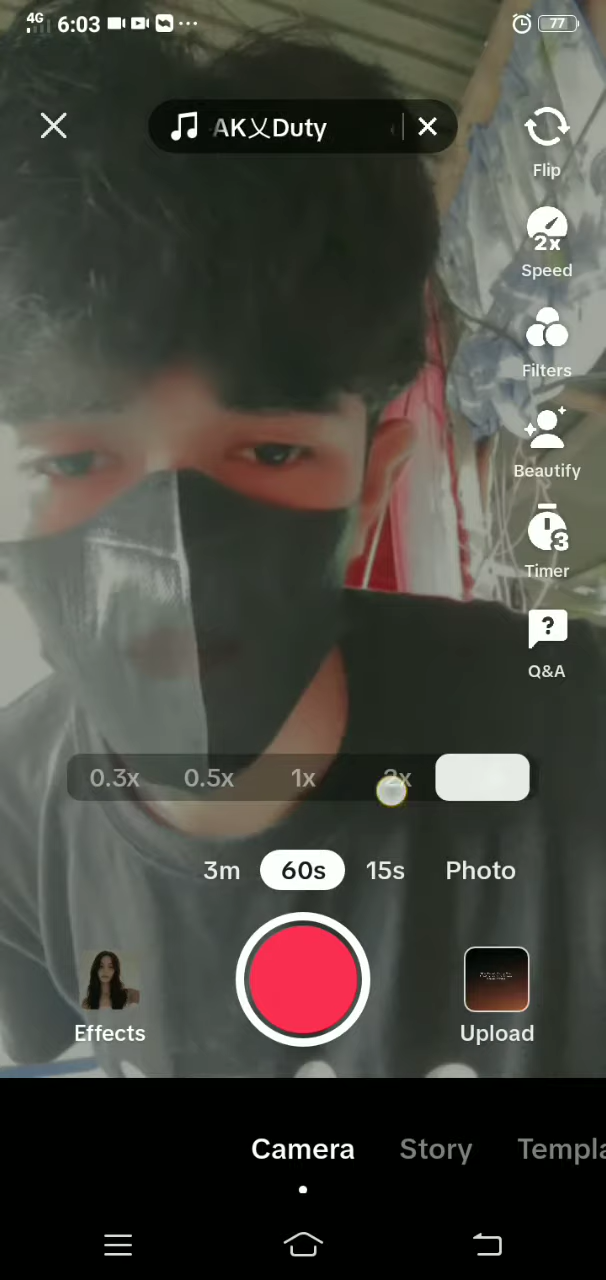 4G 6:03 77
AK乂Duty
Flip
2x
Speed
Filters
Beautify
3
Timer
?
Q&A
0.3x 0.5x 1x 2x
3m 60s 15s Photo
Effects Upload
Camera Story Templa